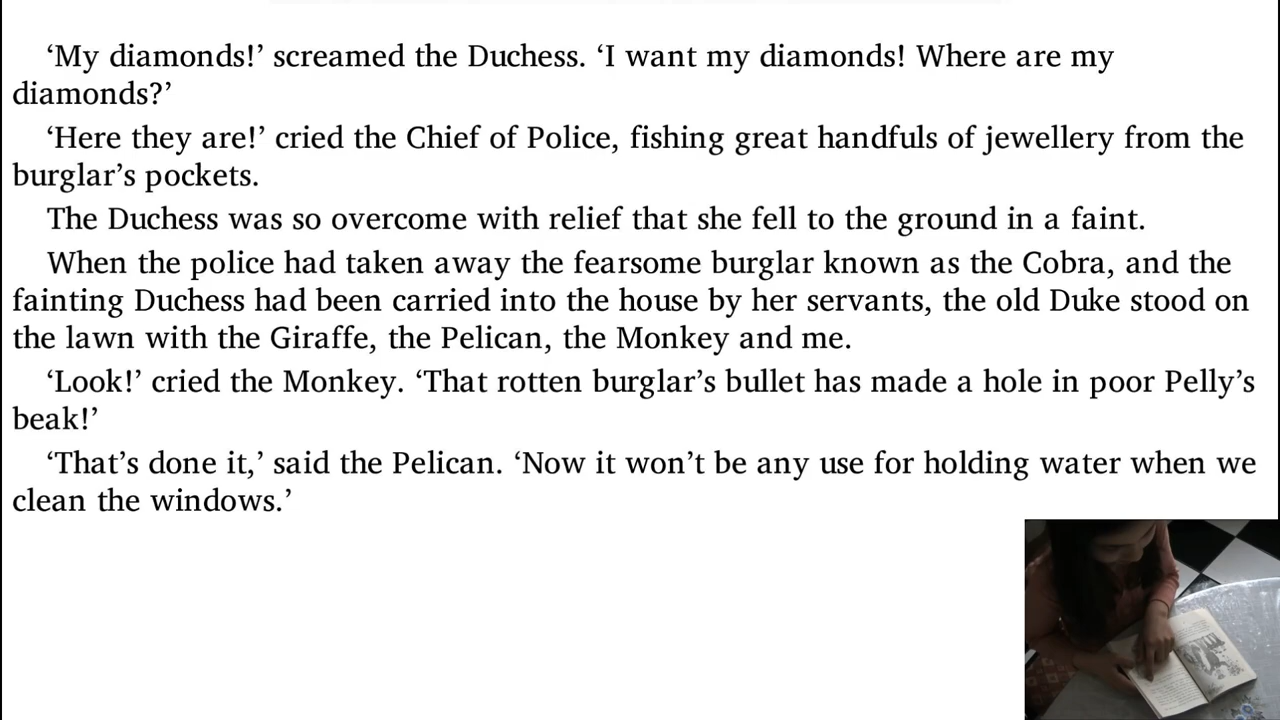 ‘My diamonds!’ screamed the Duchess. ‘I want my diamonds! Where are my
diamonds?’
‘Here they are!’ cried the Chief of Police, fishing great handfuls of jewellery from the
burglar’s pockets.
The Duchess was so overcome with relief that she fell to the ground in a faint.
When the police had taken away the fearsome burglar known as the Cobra, and the
fainting Duchess had been carried into the house by her servants, the old Duke stood on
the lawn with the Giraffe, the Pelican, the Monkey and me.
‘Look!’ cried the Monkey. ‘That rotten burglar’s bullet has made a hole in poor Pelly’s
beak!’
‘That’s done it,’ said the Pelican. ‘Now it won’t be any use for holding water when we
clean the windows.’